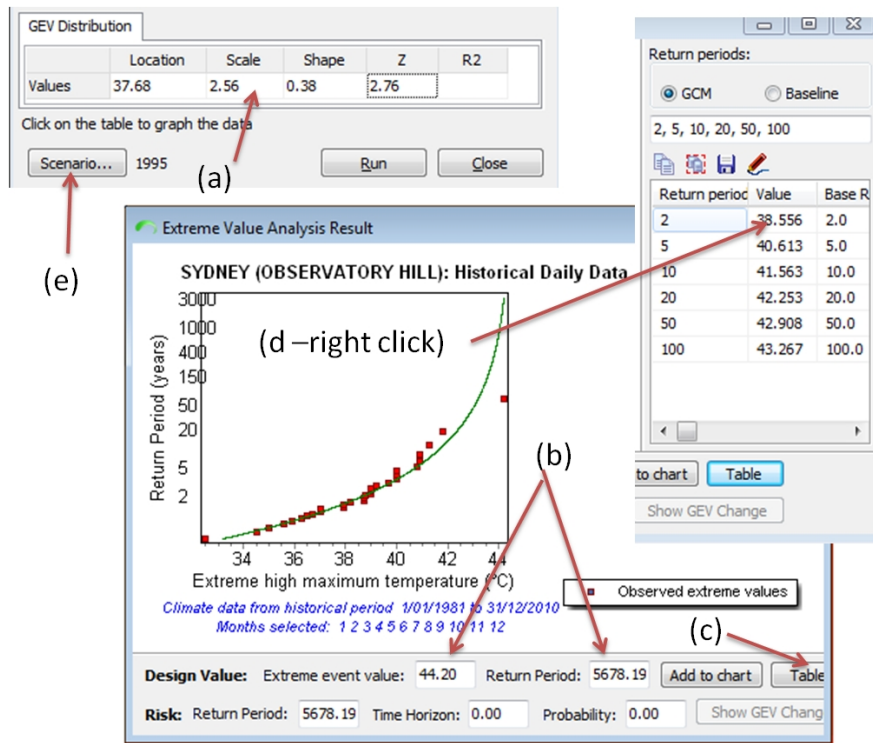 GEV Distribution
Location Scale Shape Z R2
Values 37.68 2.56 0.38 2.76
Click on the table to graph the data
Scenario... 1995 Run Close
(a)
(e)
Return periods:
GCM Baseline
2, 5, 10, 20, 50, 100
Return period Value Base R
2 38.556 2.0
5 40.613 5.0
10 41.563 10.0
20 42.253 20.0
50 42.908 50.0
100 43.267 100.0
to chart Table
Show GEV Change
Extreme Value Analysis Result
SYDNEY (OBSERVATORY HILL): Historical Daily Data
(d –right click)
Return Period (years)
3000
1000
400
150
50
20
5
2
34 36 38 40 42 44
Extreme high maximum temperature (°C)
Climate data from historical period 1/01/1981 to 31/12/2010
Months selected: 1 2 3 4 5 6 7 8 9 10 11 12
Observed extreme values
(b)
(c)
Design Value: Extreme event value: 44.20 Return Period: 5678.19 Add to chart Table
Risk: Return Period: 5678.19 Time Horizon: 0.00 Probability: 0.00 Show GEV Chang